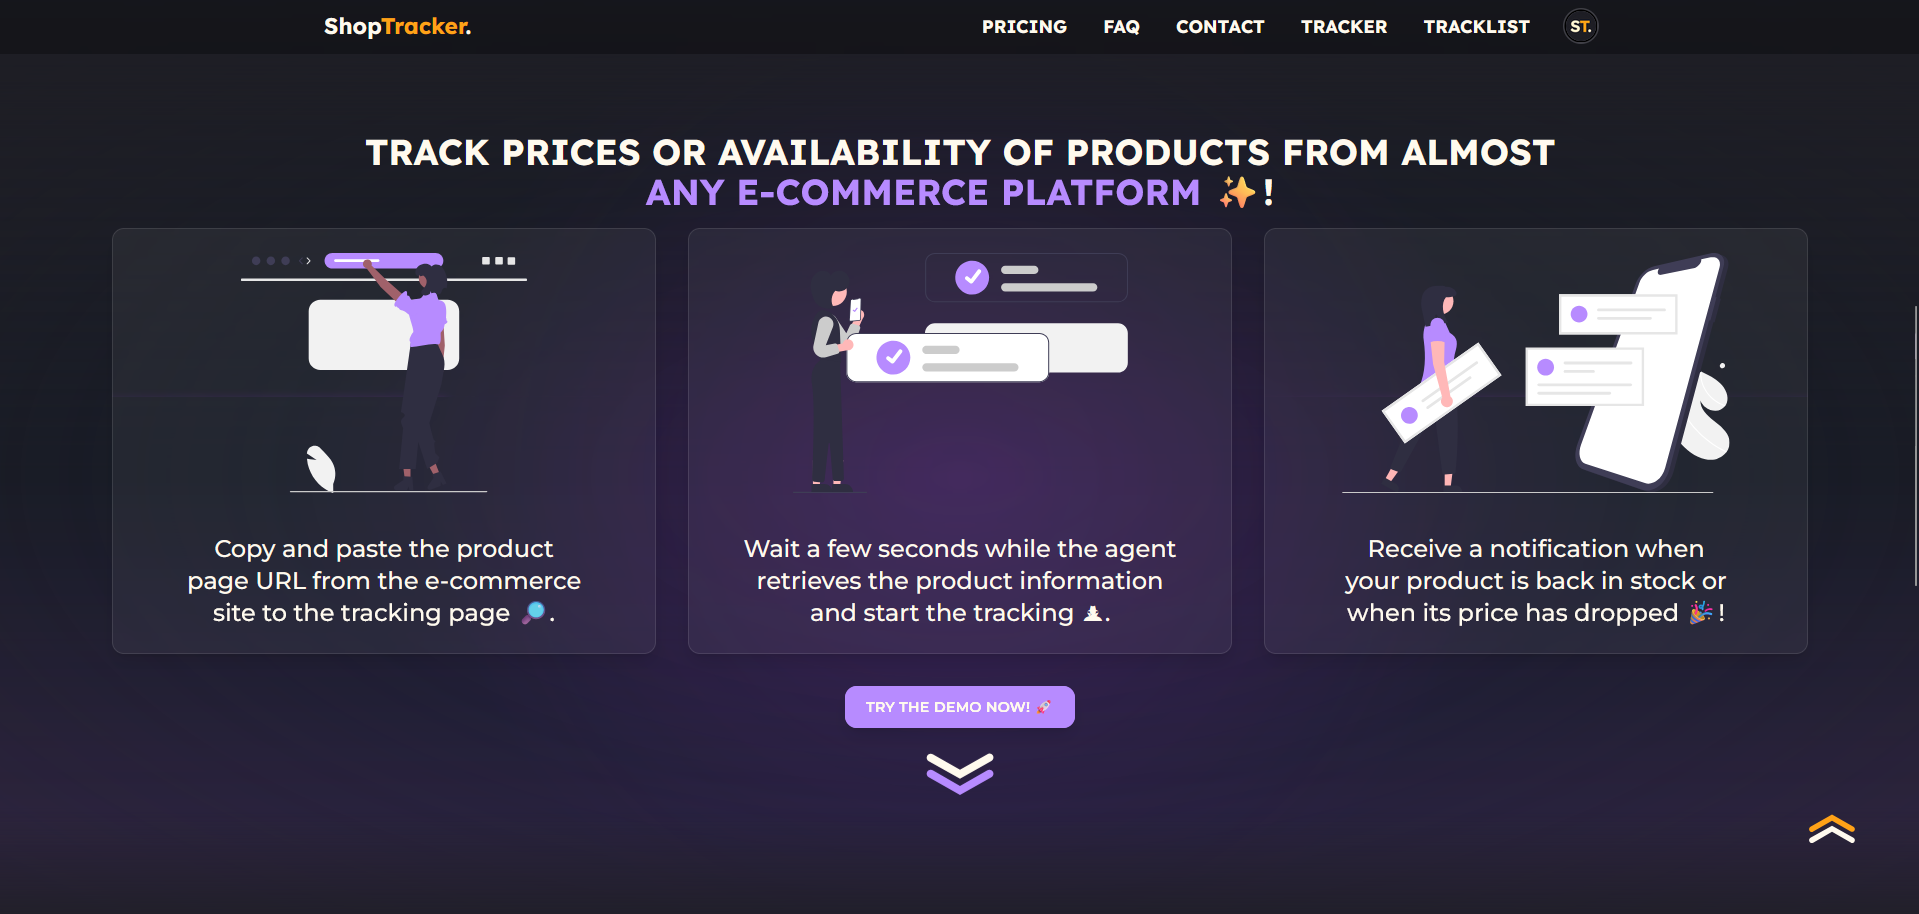 ShopTracker.
PRICING FAQ CONTACT TRACKER TRACKLIST ST.
TRACK PRICES OR AVAILABILITY OF PRODUCTS FROM ALMOST
ANY E-COMMERCE PLATFORM ✨!
Copy and paste the product
page URL from the e-commerce
site to the tracking page 🔎.
Wait a few seconds while the agent
retrieves the product information
and start the tracking.
Receive a notification when
your product is back in stock or
when its price has dropped 🎉!
TRY THE DEMO NOW! 🚀